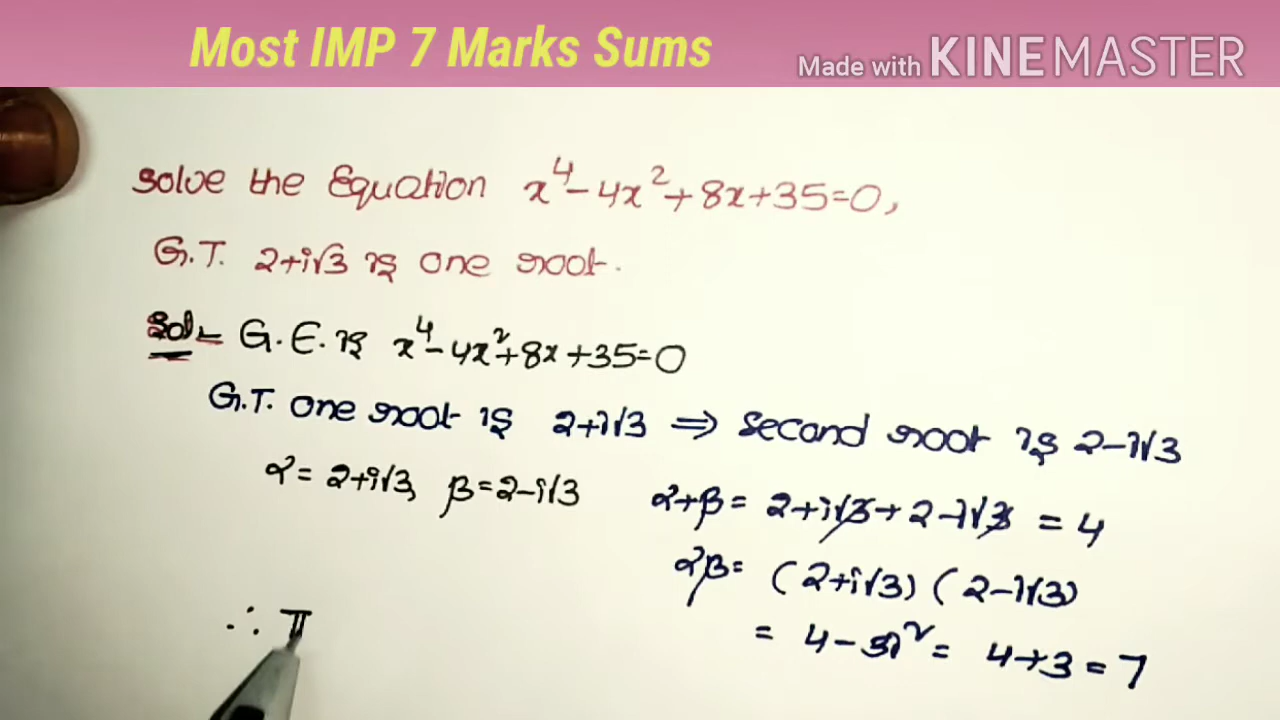 Most IMP 7 Marks Sums
Made with KINEMASTER
Solve the Equation x⁴-4x²+8x+35=0,
G.T. 2+i√3 is one root.
Sol:- G.E. is x⁴-4x²+8x+35=0
G.T. one root is 2+i√3 ⇒ Second root is 2-i√3
α=2+i√3, β=2-i√3
α+β= 2+i√3+2-i√3 = 4
αβ= (2+i√3)(2-i√3)
= 4-3i²= 4+3=7
∴ T